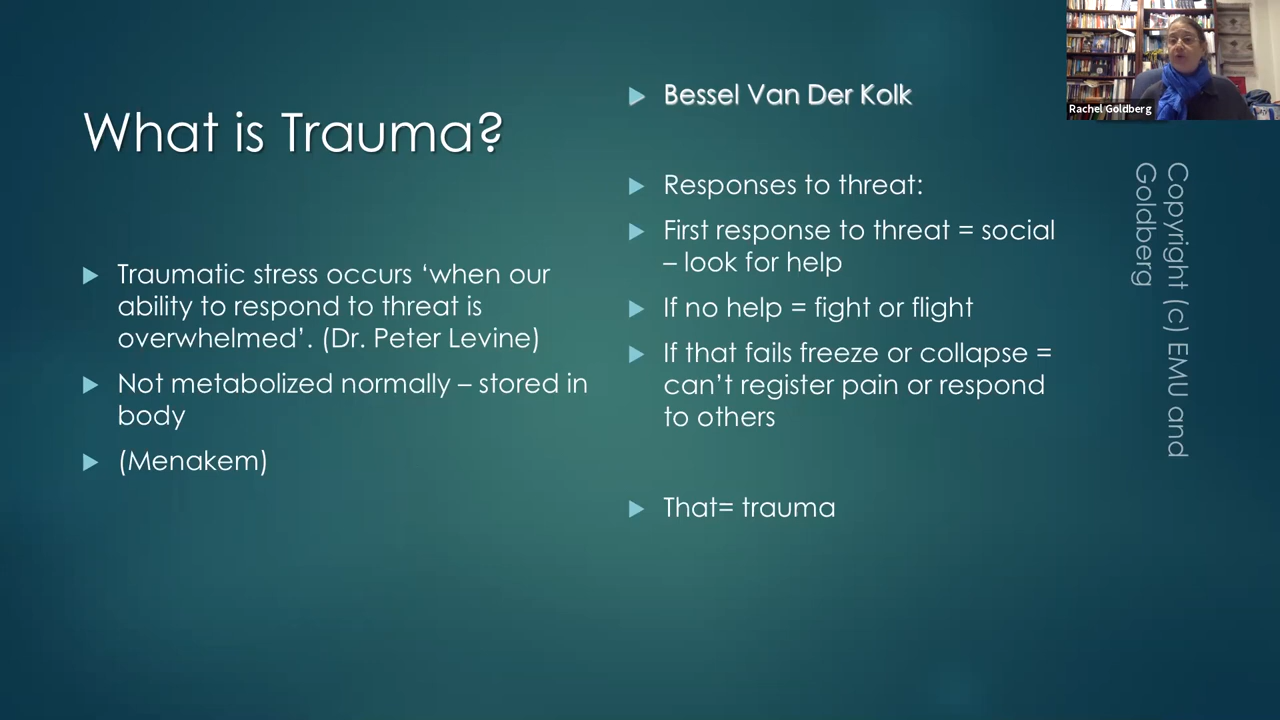 What is Trauma?
Traumatic stress occurs ‘when our
ability to respond to threat is
overwhelmed’. (Dr. Peter Levine)
Not metabolized normally – stored in
body
(Menakem)
Bessel Van Der Kolk
Responses to threat:
First response to threat = social
– look for help
If no help = fight or flight
If that fails freeze or collapse =
can’t register pain or respond
to others
That= trauma
Rachel Goldberg
Copyright (c) EMU and
Goldberg